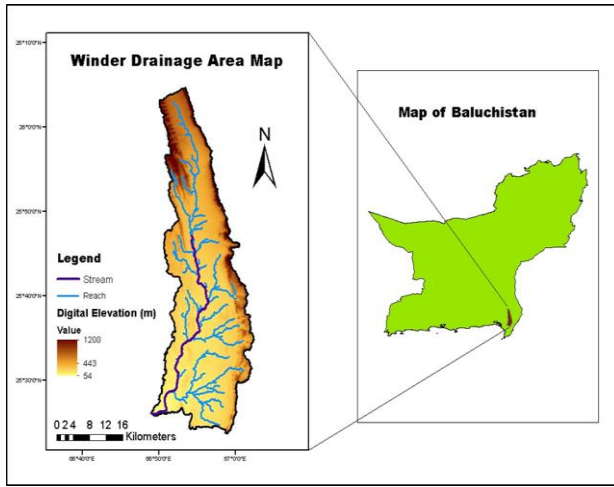 Winder Drainage Area Map
N
Legend
Stream
Reach
Digital Elevation (m)
Value
1200
443
54
0 2 4 8 12 16
Kilometers
26°10'0"N
26°0'0"N
25°50'0"N
25°40'0"N
25°30'0"N
66°40'0"E
66°50'0"E
67°0'0"E
Map of Baluchistan